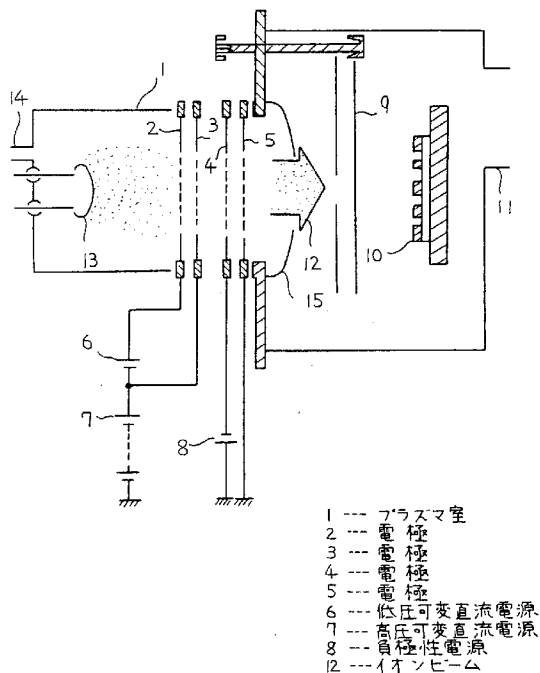 1
14
2
3
4
5
9
13
12
15
10
11
6
7
8
1 --- プラズマ室
2 --- 電極
3 --- 電極
4 --- 電極
5 --- 電極
6 --- 低圧可変直流電源
7 --- 高圧可変直流電源
8 --- 負極性電源
12 --- イオンビーム